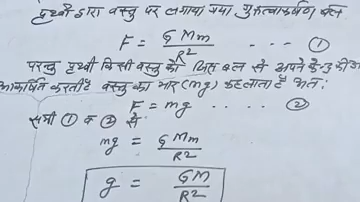 पृथ्वी द्वारा वस्तु पर लगाया गया गुरुत्वाकर्षण बल
F = GMm/R² --- ①
परन्तु पृथ्वी किसी वस्तु को जिस बल से अपने केन्द्र की ओर
आकर्षित करती है वस्तु का भार (mg) कहलाता है अतः
F = mg ---- ②
समी ① व ② से
mg = GMm/R²
g = GM/R²